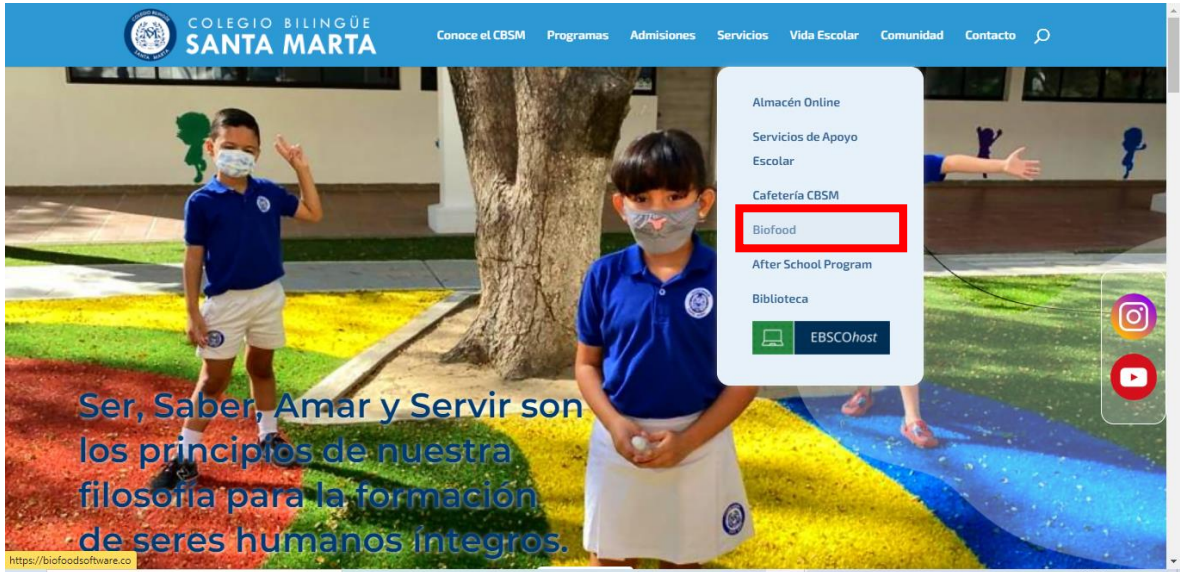 COLEGIO BILINGÜE
SANTA MARTA
Conoce el CBSM Programas Admisiones Servicios Vida Escolar Comunidad Contacto
Almacén Online
Servicios de Apoyo
Escolar
Cafetería CBSM
Biofood
After School Program
Biblioteca
EBSCOhost
Ser, Saber, Amar y Servir son
los principios de nuestra
filosofía para la formación
de seres humanos íntegros.
https://biofoodsoftware.co